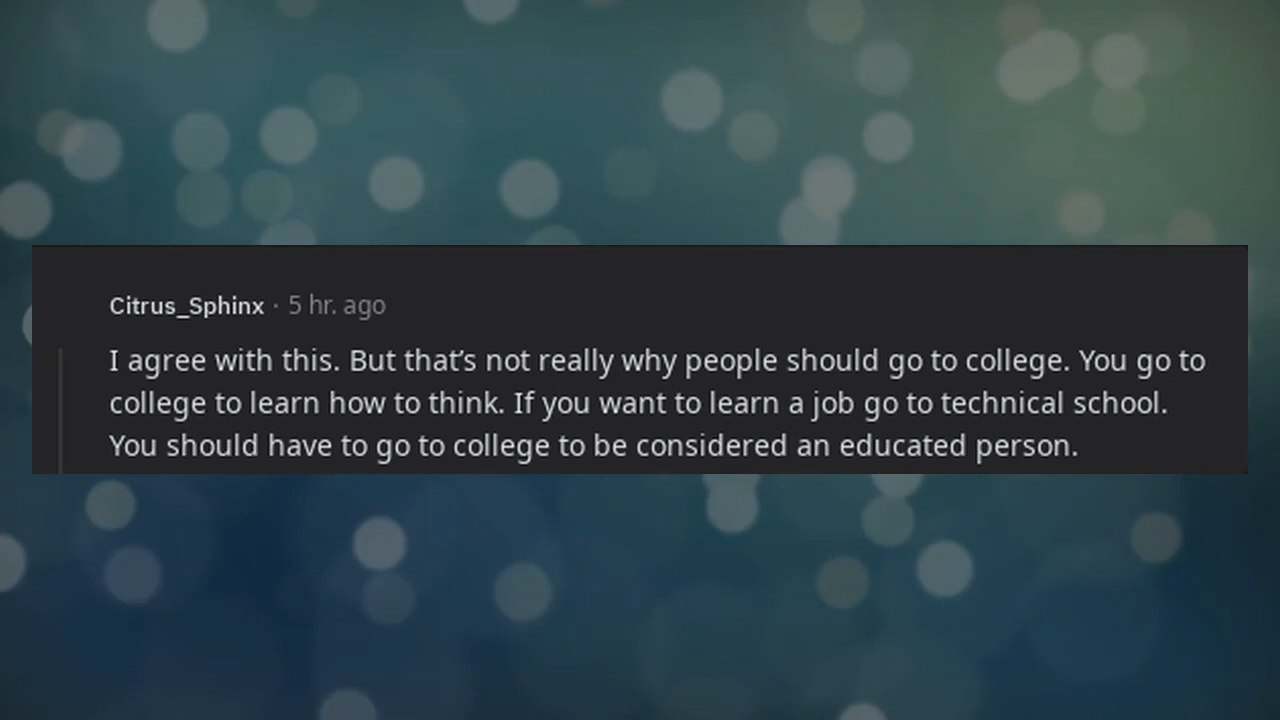 Citrus_Sphinx · 5 hr. ago
I agree with this. But that’s not really why people should go to college. You go to
college to learn how to think. If you want to learn a job go to technical school.
You should have to go to college to be considered an educated person.